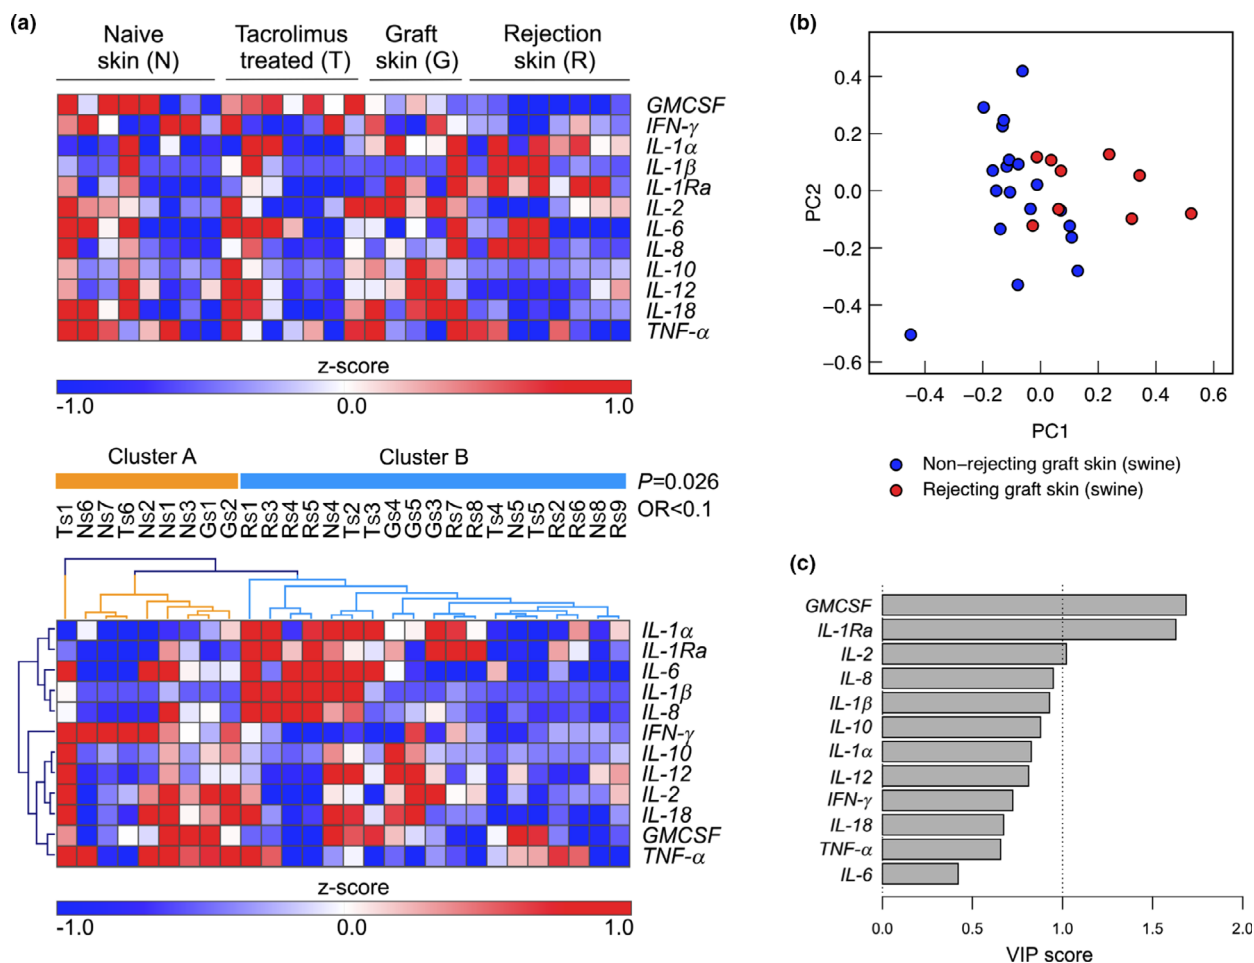 (a)
Naive
skin (N)
Tacrolimus
treated (T)
Graft
skin (G)
Rejection
skin (R)
GMCSF
IFN-γ
IL-1α
IL-1β
IL-1Ra
IL-2
IL-6
IL-8
IL-10
IL-12
IL-18
TNF-α
z-score
-1.0 0.0 1.0
Cluster A Cluster B
P=0.026
OR<0.1
Ts1 Ns6 Ns7 Ts6 Ns2 Ns1 Ns3 Gs1 Gs2 Rs1 Rs3 Rs4 Rs5 Ns4 Ts2 Ts3 Gs4 Gs5 Gs3 Rs7 Rs8 Ts4 Ns5 Ts5 Rs2 Rs6 Ns8 Rs9
IL-1α
IL-1Ra
IL-6
IL-1β
IL-8
IFN-γ
IL-10
IL-12
IL-2
IL-18
GMCSF
TNF-α
z-score
-1.0 0.0 1.0
(b)
0.4
0.2
0.0
−0.2
−0.4
−0.6
PC2
−0.4 −0.2 0.0 0.2 0.4 0.6
PC1
Non−rejecting graft skin (swine)
Rejecting graft skin (swine)
(c)
GMCSF
IL-1Ra
IL-2
IL-8
IL-1β
IL-10
IL-1α
IL-12
IFN-γ
IL-18
TNF-α
IL-6
0.0 0.5 1.0 1.5 2.0
VIP score